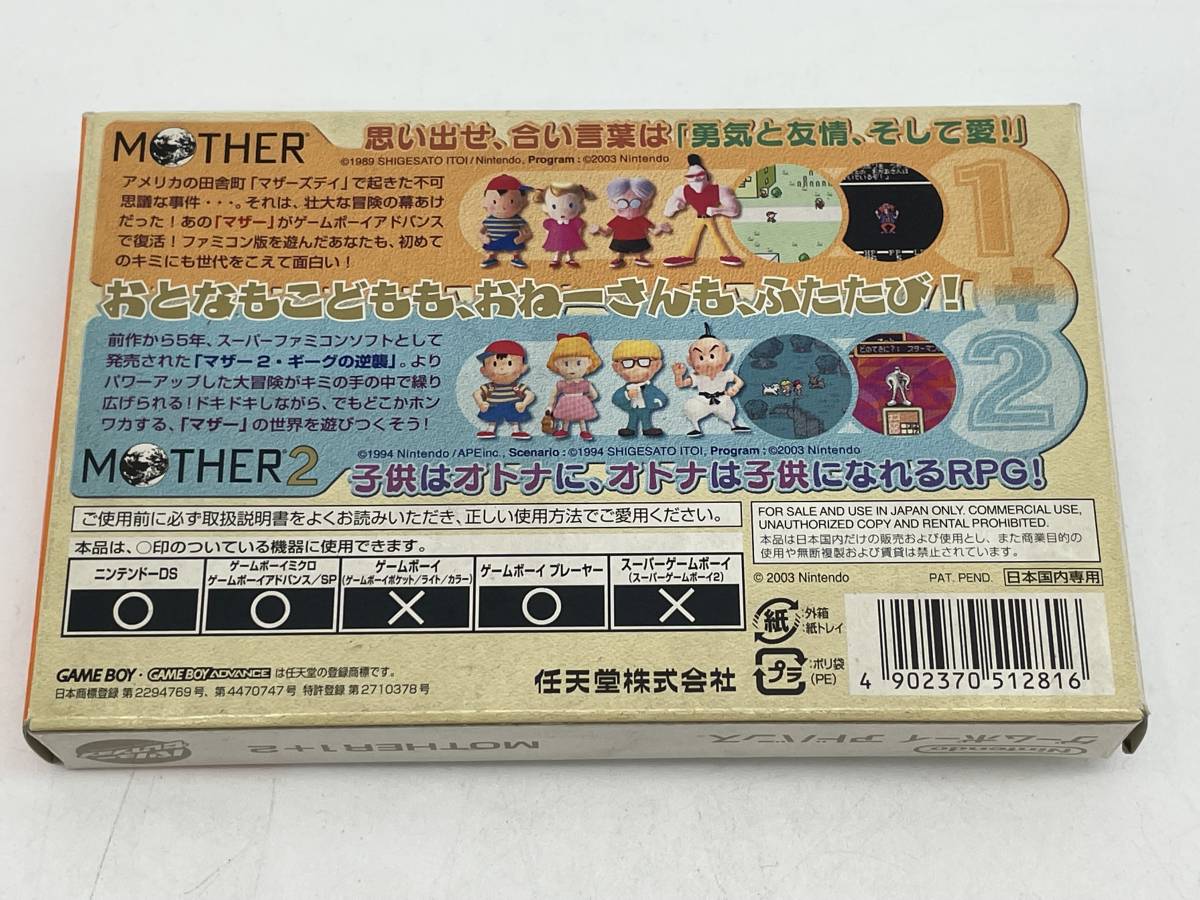 MOTHER
思い出せ、合い言葉は「勇気と友情、そして愛!」
©1989 SHIGESATO ITOI/Nintendo, Program:©2003 Nintendo
アメリカの田舎町「マザーズデイ」で起きた不可
思議な事件・・・。それは、壮大な冒険の幕あけ
だった!あの「マザー」がゲームボーイアドバンス
で復活!ファミコン版を遊んだあなたも、初めて
のキミにも世代をこえて面白い!
1+2
おとなもこどもも、おねーさんも、ふたたび!
前作から5年、スーパーファミコンソフトとして
発売された「マザー2・ギーグの逆襲」。より
パワーアップした大冒険がキミの手の中で繰り
広げられる!ドキドキしながら、でもどこかホン
ワカする、「マザー」の世界を遊びつくそう!
©1994 Nintendo/APE inc., Scenario:©1994 SHIGESATO ITOI, Program:©2003 Nintendo
MOTHER2
子供はオトナに、オトナは子供になれるRPG!
ご使用前に必ず取扱説明書をよくお読みいただき、正しい使用方法でご愛用ください。
本品は、○印のついている機器に使用できます。
ニンテンドーDS
ゲームボーイミクロ
ゲームボーイアドバンス/SP
ゲームボーイ
(ゲームボーイポケット/ライト/カラー)
ゲームボーイ プレーヤー
スーパーゲームボーイ
(スーパーゲームボーイ2)
○ ○ × ○ ×
FOR SALE AND USE IN JAPAN ONLY. COMMERCIAL USE,
UNAUTHORIZED COPY AND RENTAL PROHIBITED.
本品は日本国内だけの販売および使用とし、また商業目的の
使用や無断複製および賃貸は禁止されています。
© 2003 Nintendo
PAT. PEND.
日本国内専用
紙
:外箱
:紙トレイ
プラ
:ポリ袋
(PE)
4 902370 512816
GAME BOY・GAME BOY ADVANCE は任天堂の登録商標です。
日本商標登録 第2294769号、第4470747号 特許登録 第2710378号
任天堂株式会社
Nintendo
ゲームボーイ アドバンス
MOTHER1+2